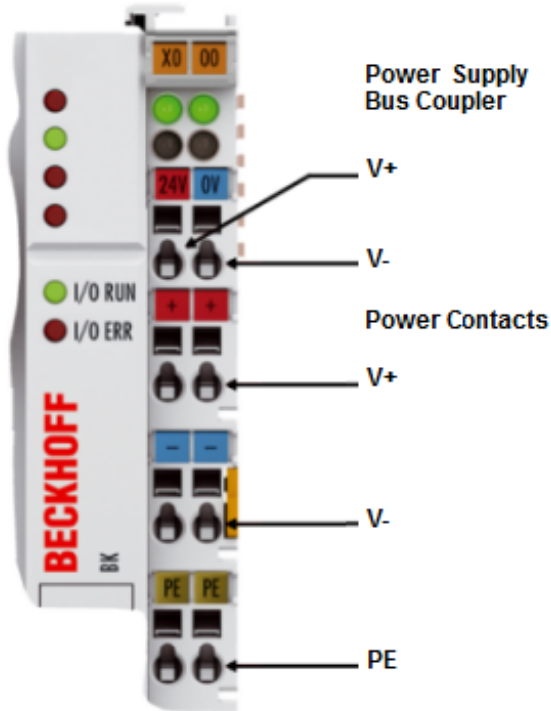 X0 00
Power Supply
Bus Coupler
V+
24V 0V
V-
I/O RUN
I/O ERR
+ +
Power Contacts
V+
BECKHOFF
BK
- -
V-
PE PE
PE